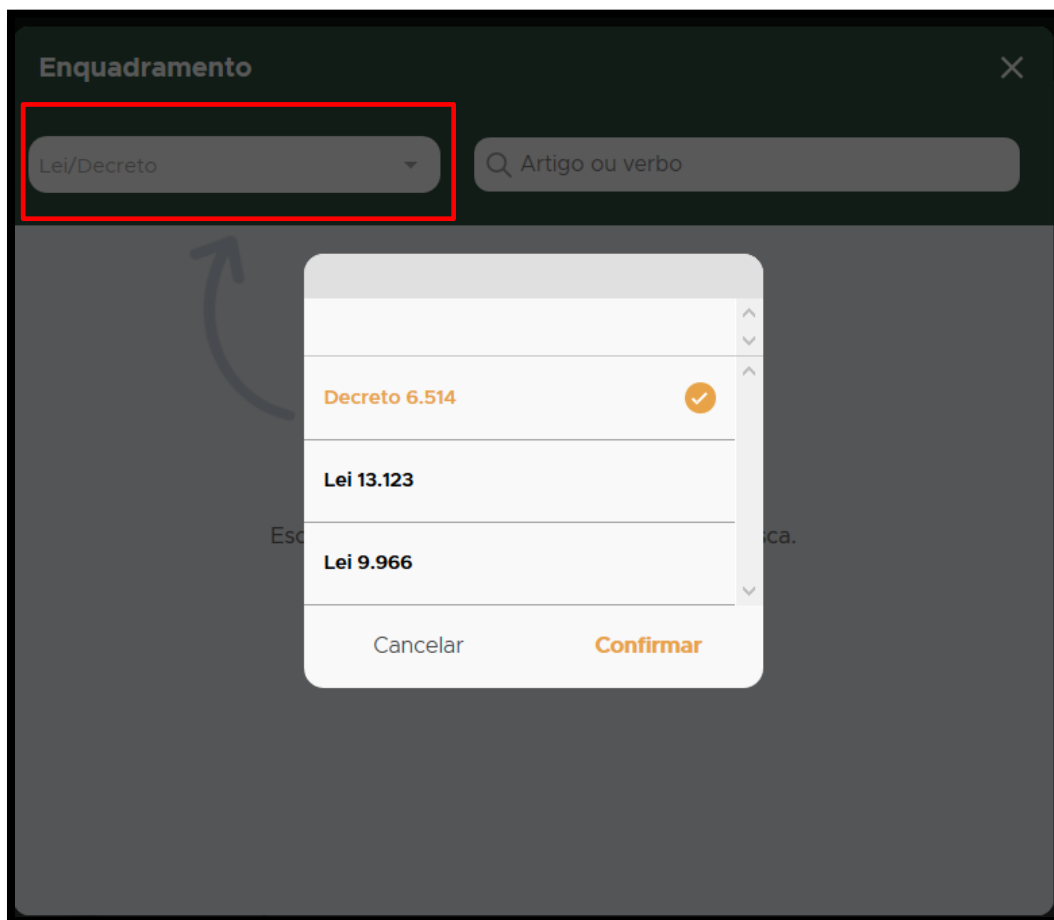 Enquadramento
Lei/Decreto
Artigo ou verbo
Decreto 6.514
Lei 13.123
Lei 9.966
Cancelar
Confirmar